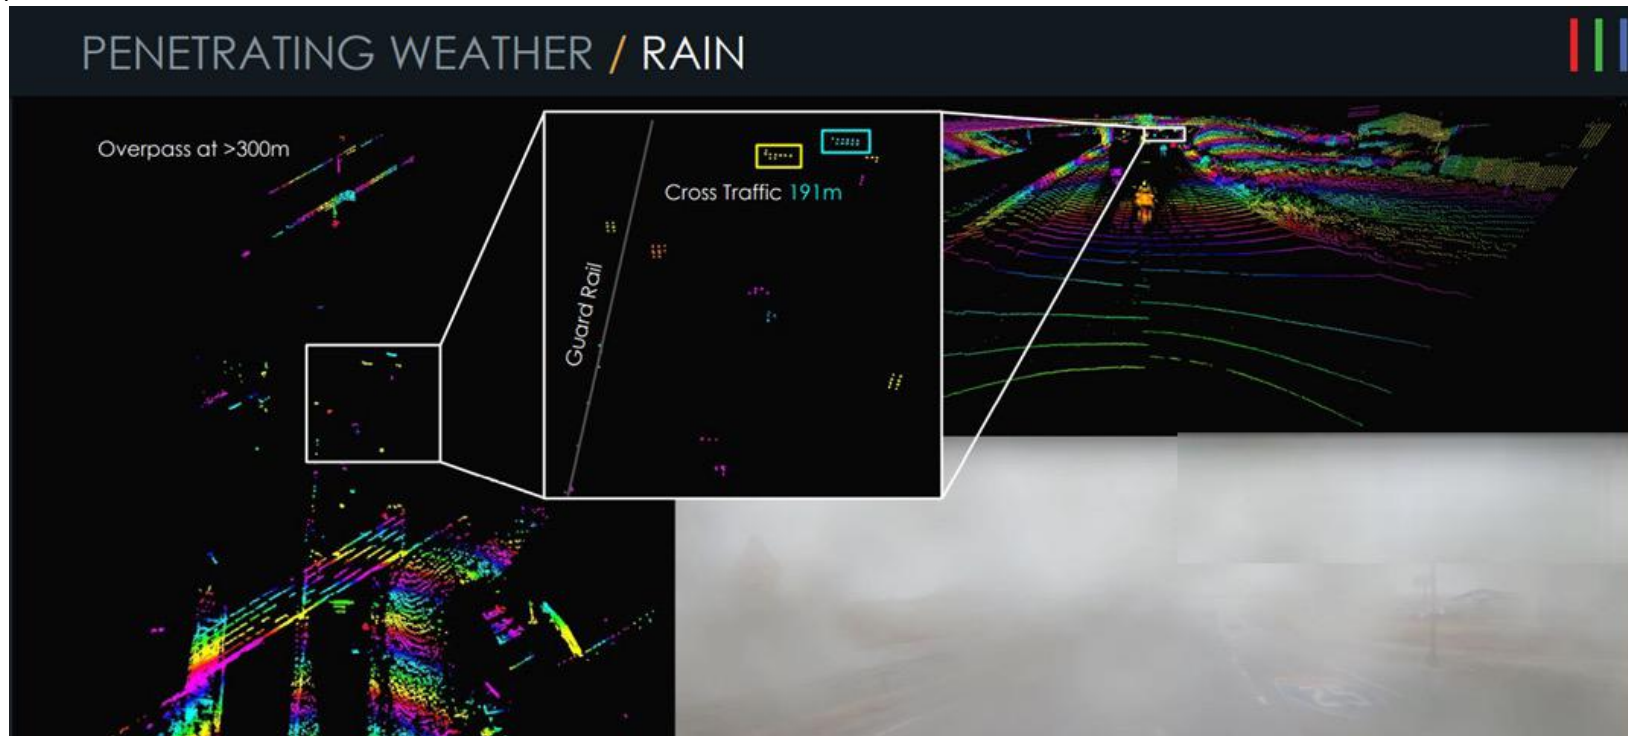 PENETRATING WEATHER / RAIN
Overpass at >300m
Cross Traffic 191m
Guard Rail